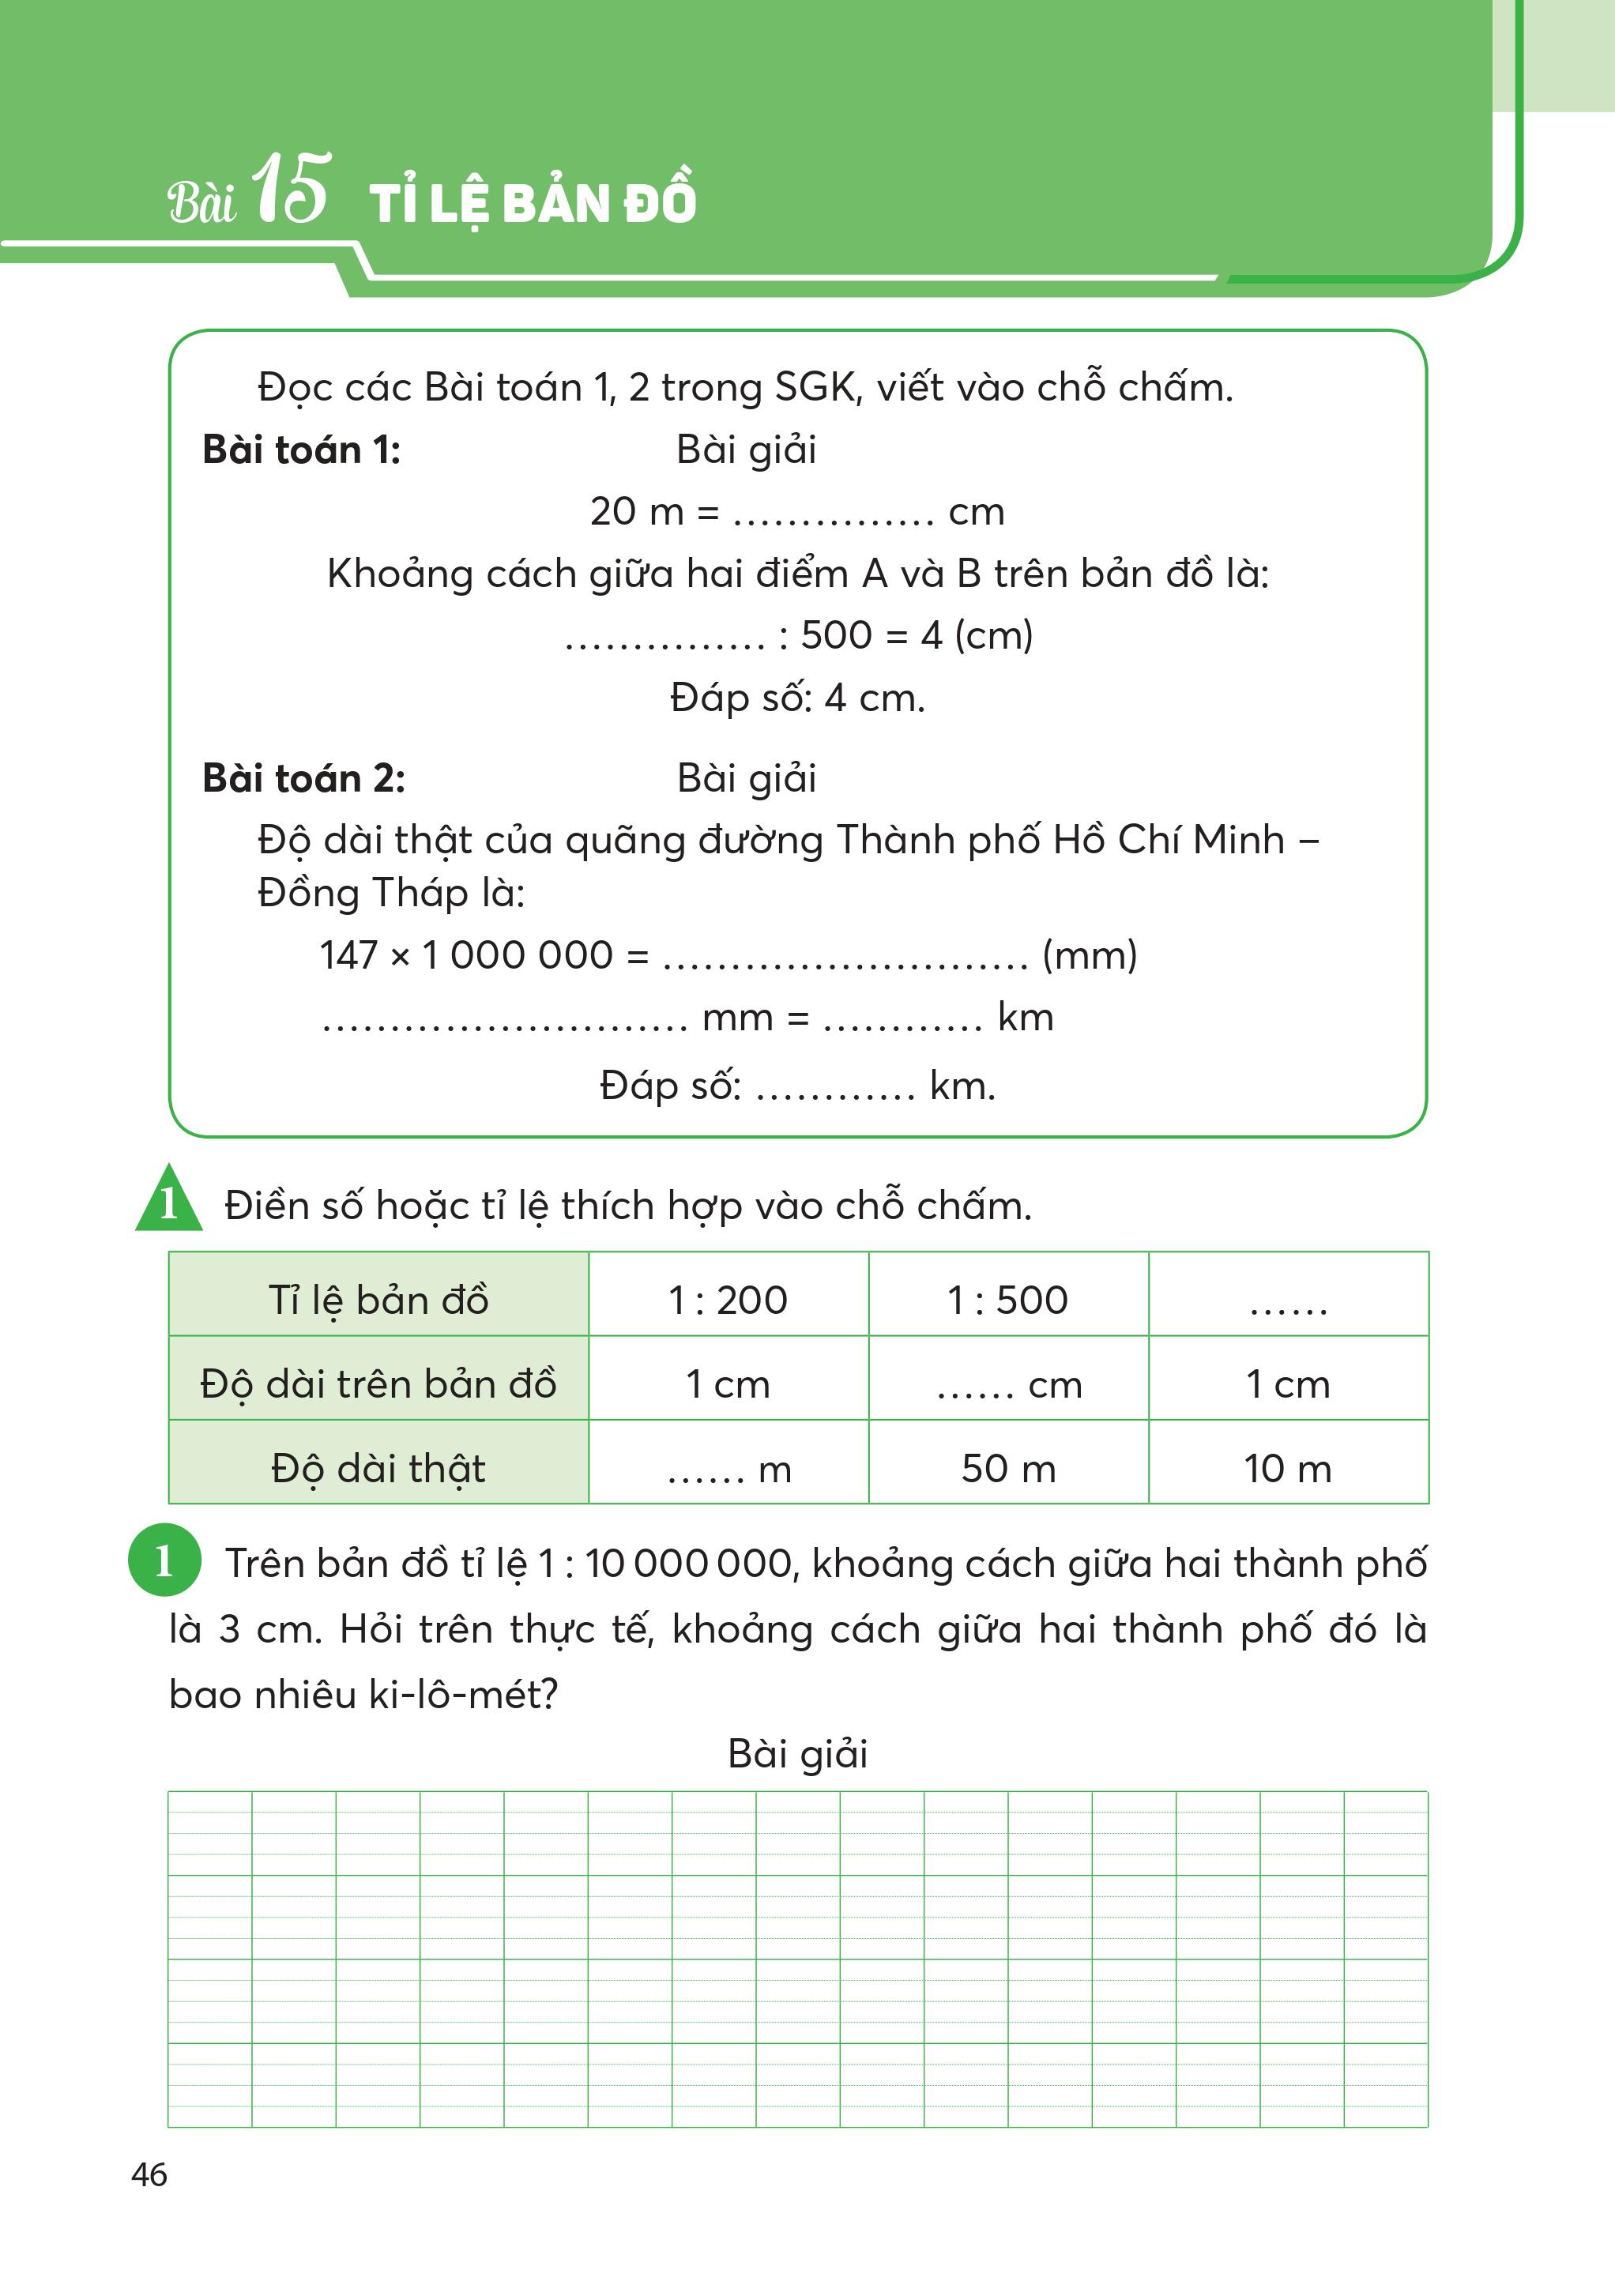 Bài 15 TỈ LỆ BẢN ĐỒ
Đọc các Bài toán 1, 2 trong SGK, viết vào chỗ chấm.
Bài toán 1: Bài giải
20 m = …………… cm
Khoảng cách giữa hai điểm A và B trên bản đồ là:
…………… : 500 = 4 (cm)
Đáp số: 4 cm.
Bài toán 2: Bài giải
Độ dài thật của quãng đường Thành phố Hồ Chí Minh –
Đồng Tháp là:
147 × 1 000 000 = ……………………… (mm)
……………………… mm = ………… km
Đáp số: ………… km.
1 Điền số hoặc tỉ lệ thích hợp vào chỗ chấm.
Tỉ lệ bản đồ 1 : 200 1 : 500 ……
Độ dài trên bản đồ 1 cm …… cm 1 cm
Độ dài thật …… m 50 m 10 m
1 Trên bản đồ tỉ lệ 1 : 10 000 000, khoảng cách giữa hai thành phố
là 3 cm. Hỏi trên thực tế, khoảng cách giữa hai thành phố đó là
bao nhiêu ki-lô-mét?
Bài giải
46